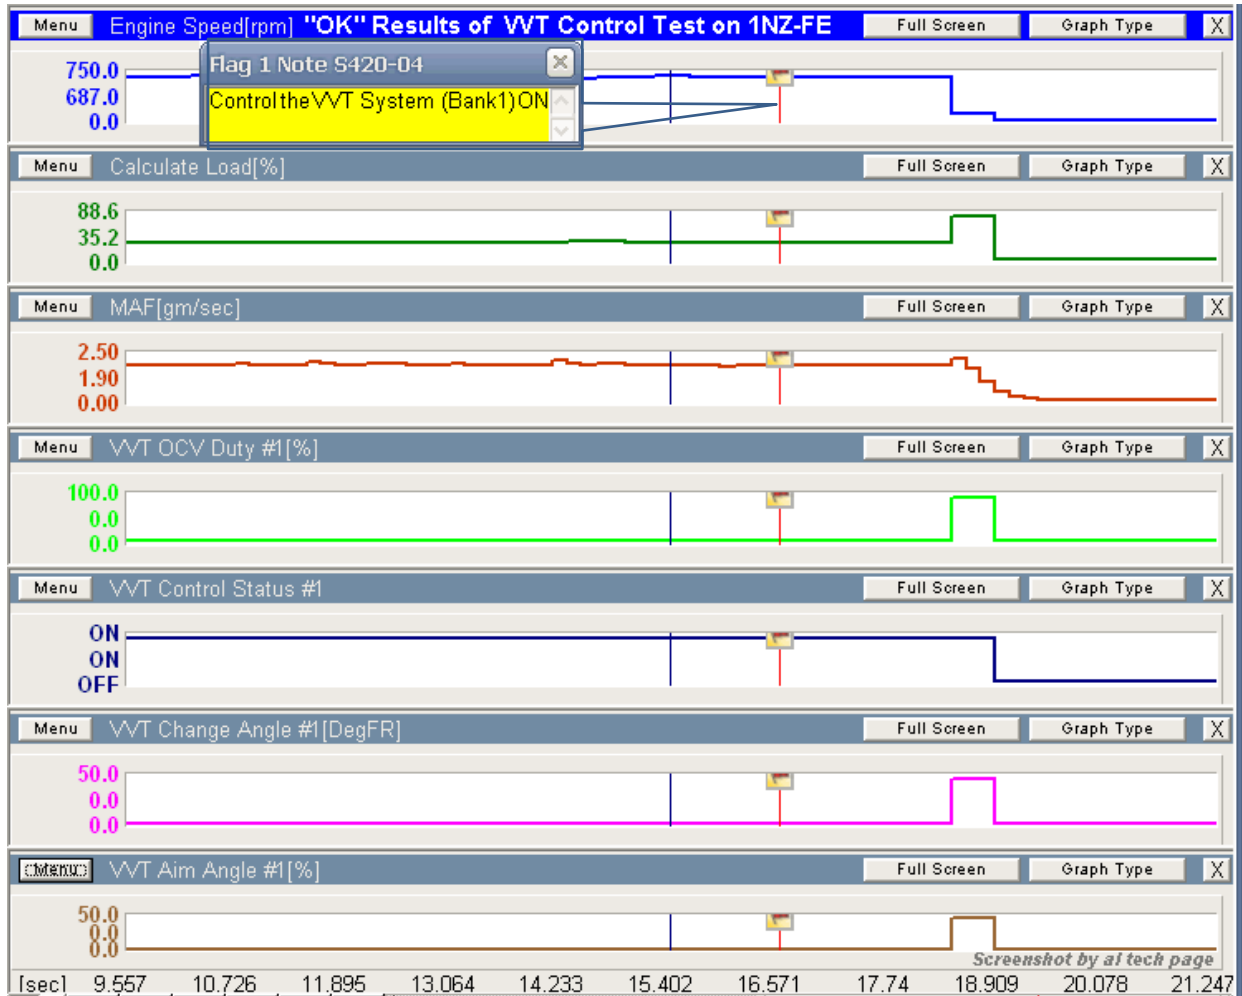 Menu Engine Speed[rpm] "OK" Results of VVT Control Test on 1NZ-FE Full Screen Graph Type X
Flag 1 Note S420-04 X
Control the VVT System (Bank1) ON
750.0
687.0
0.0
Menu Calculate Load[%] Full Screen Graph Type X
88.6
35.2
0.0
Menu MAF[gm/sec] Full Screen Graph Type X
2.50
1.90
0.00
Menu VVT OCV Duty #1[%] Full Screen Graph Type X
100.0
0.0
0.0
Menu VVT Control Status #1 Full Screen Graph Type X
ON
ON
OFF
Menu VVT Change Angle #1[DegFR] Full Screen Graph Type X
50.0
0.0
0.0
Menu VVT Aim Angle #1[%] Full Screen Graph Type X
50.0
0.0
0.0
Screenshot by al tech page
[sec] 9.557 10.726 11.895 13.064 14.233 15.402 16.571 17.74 18.909 20.078 21.247